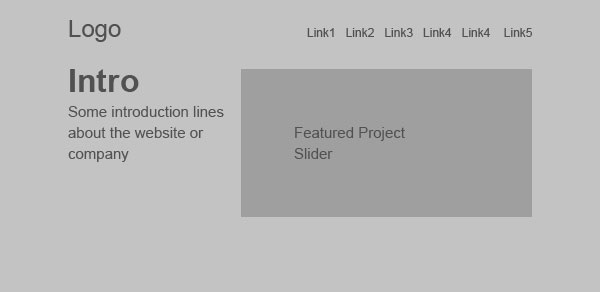 Logo
Link1 Link2 Link3 Link4 Link4 Link5
Intro
Some introduction lines
about the website or
company
Featured Project
Slider